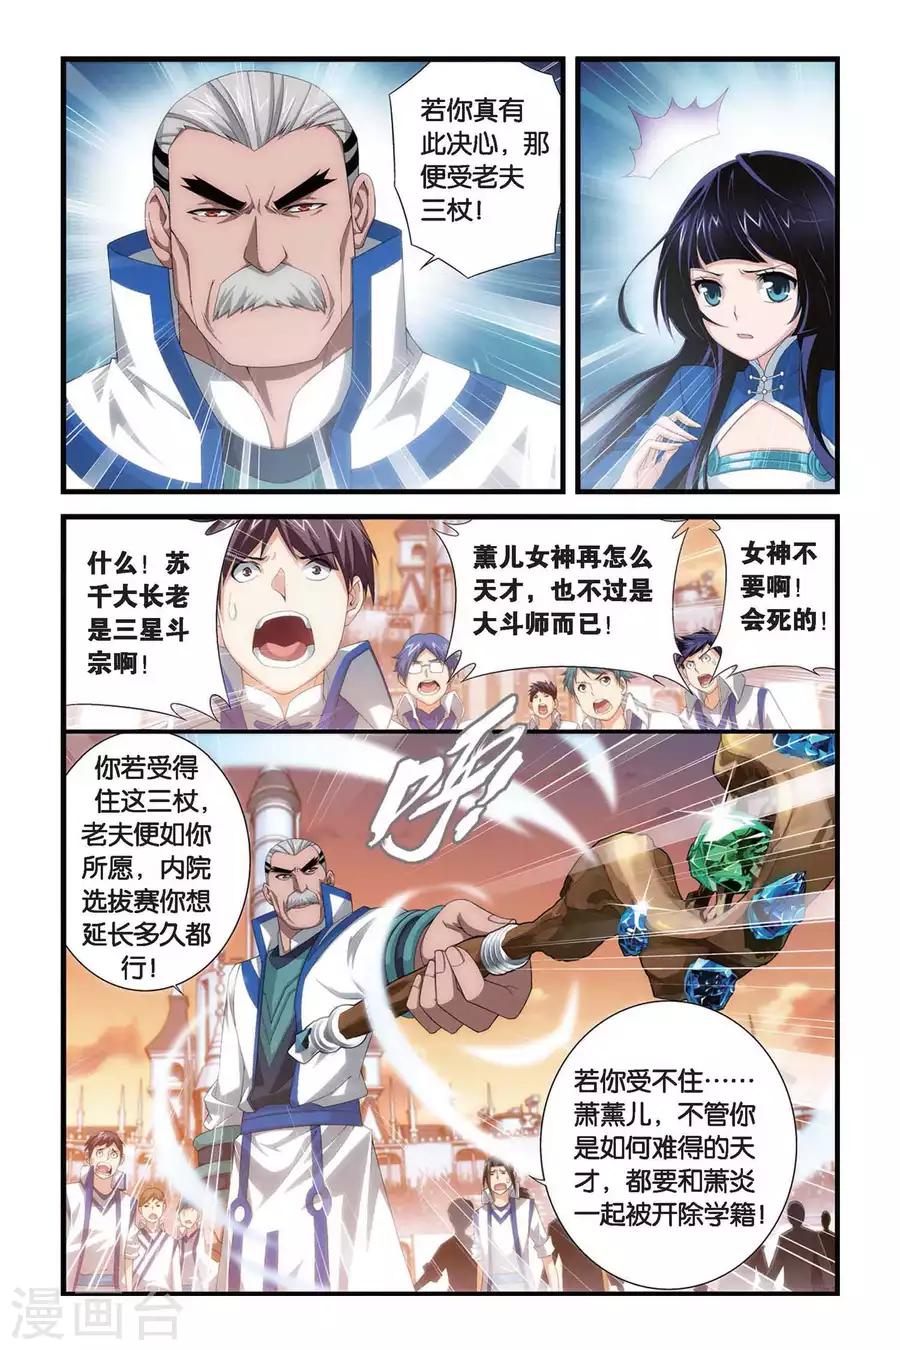 若你真有
此决心，那
便受老夫
三杖！
什么！苏
千大长老
是三星斗
宗啊！
薰儿女神再怎么
天才，也不过是
大斗师而已！
女神不
要啊！
会死的！
你若受得
住这三杖，
老夫便如你
所愿，内院
选拔赛你想
延长多久都
行！
若你受不住……
萧薰儿，不管你
是如何难得的天
才，都要和萧炎
一起被开除学籍！
漫画台